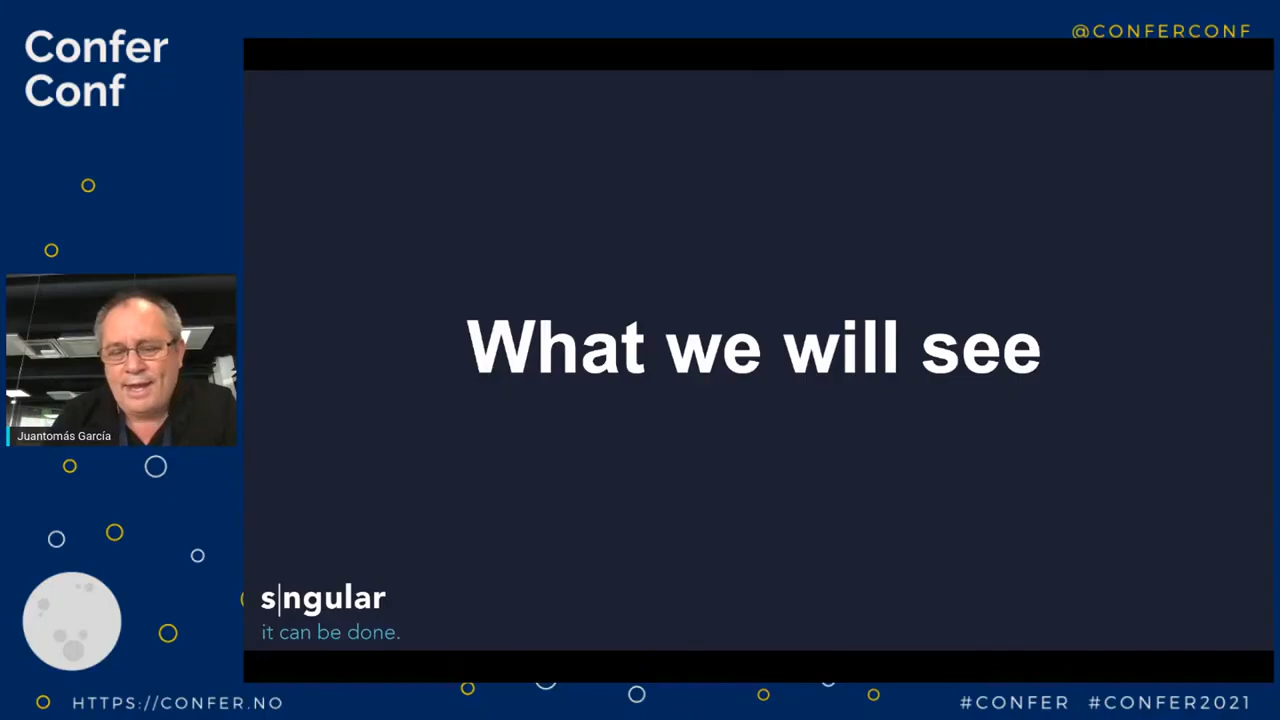 Confer
Conf
@CONFERCONF
What we will see
Juantomás García
s|ngular
it can be done.
HTTPS://CONFER.NO
#CONFER #CONFER2021